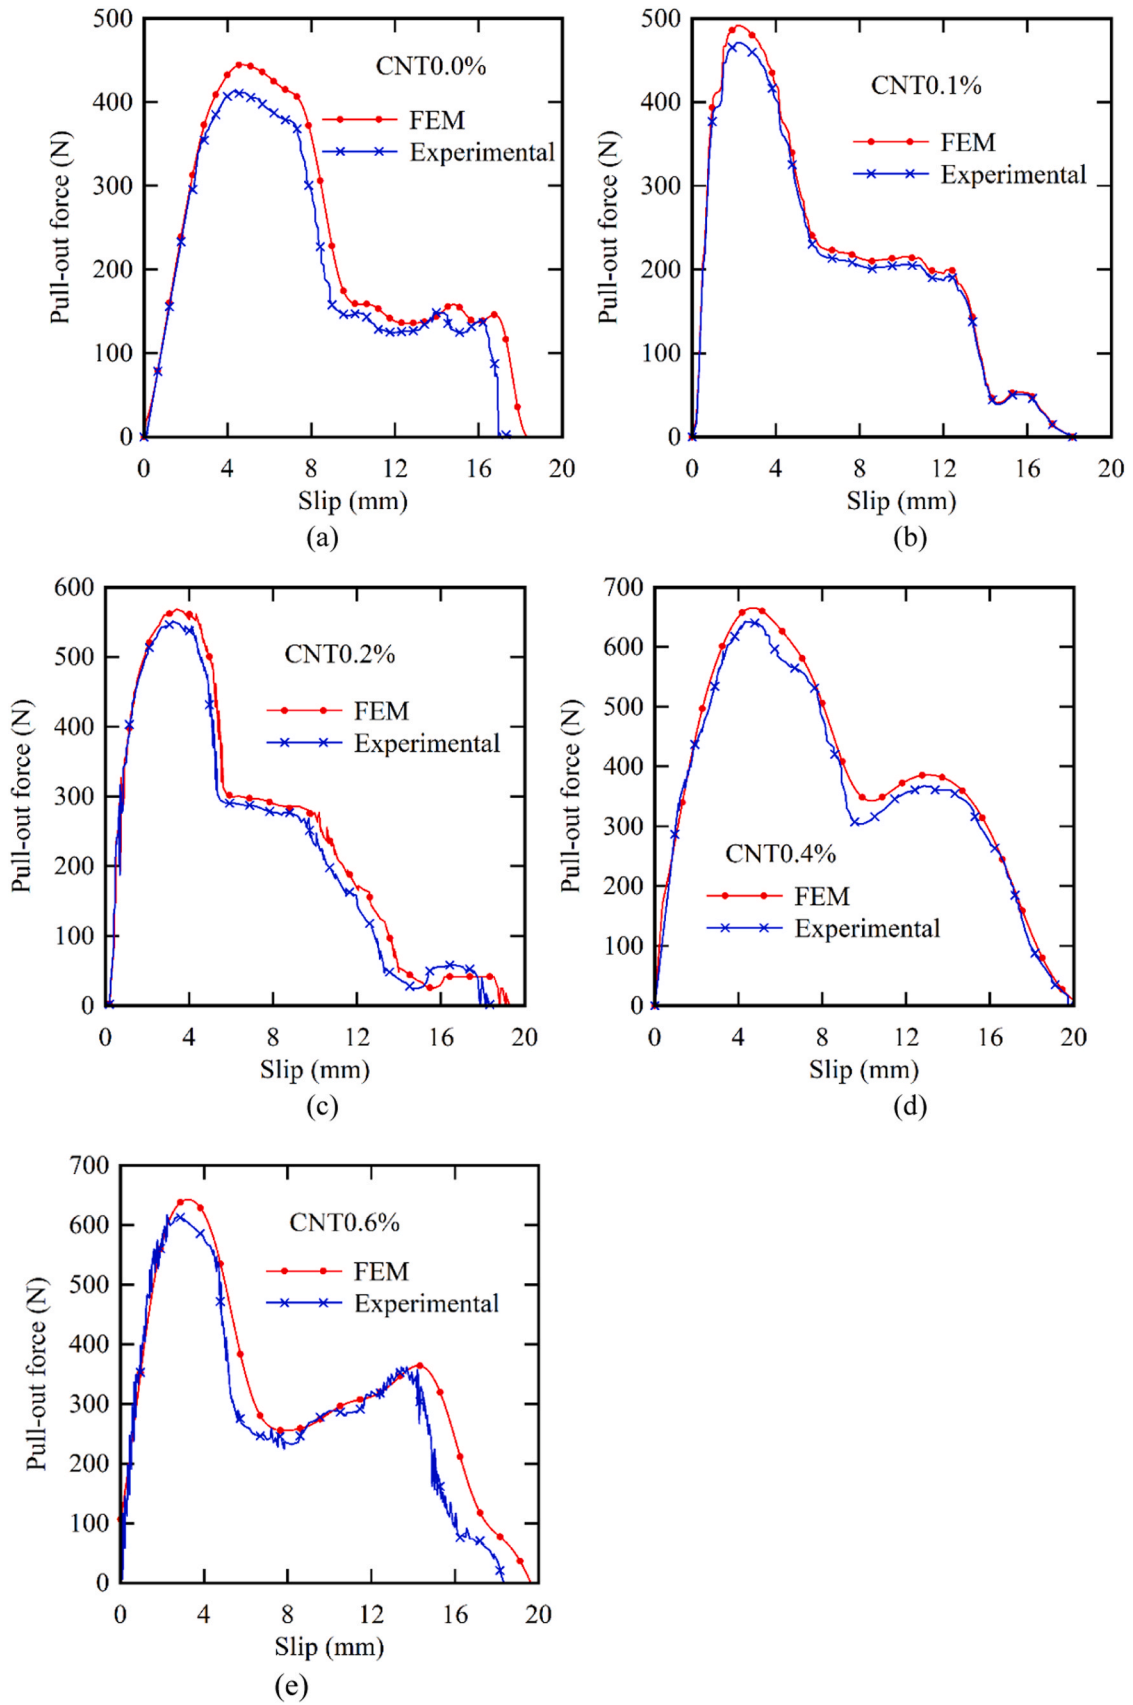 500
400
300
200
100
0
Pull-out force (N)
CNT0.0%
FEM
Experimental
0 4 8 12 16 20
Slip (mm)
(a)
500
400
300
200
100
0
Pull-out force (N)
CNT0.1%
FEM
Experimental
0 4 8 12 16 20
Slip (mm)
(b)
600
500
400
300
200
100
0
Pull-out force (N)
CNT0.2%
FEM
Experimental
0 4 8 12 16 20
Slip (mm)
(c)
700
600
500
400
300
200
100
0
Pull-out force (N)
CNT0.4%
FEM
Experimental
0 4 8 12 16 20
Slip (mm)
(d)
700
600
500
400
300
200
100
0
Pull-out force (N)
CNT0.6%
FEM
Experimental
0 4 8 12 16 20
Slip (mm)
(e)